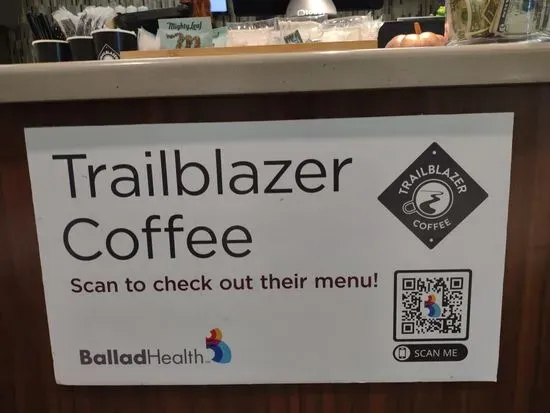 Mighty Leaf
Trailblazer
Coffee
Scan to check out their menu!
TRAILBLAZER
COFFEE
BalladHealth
SCAN ME